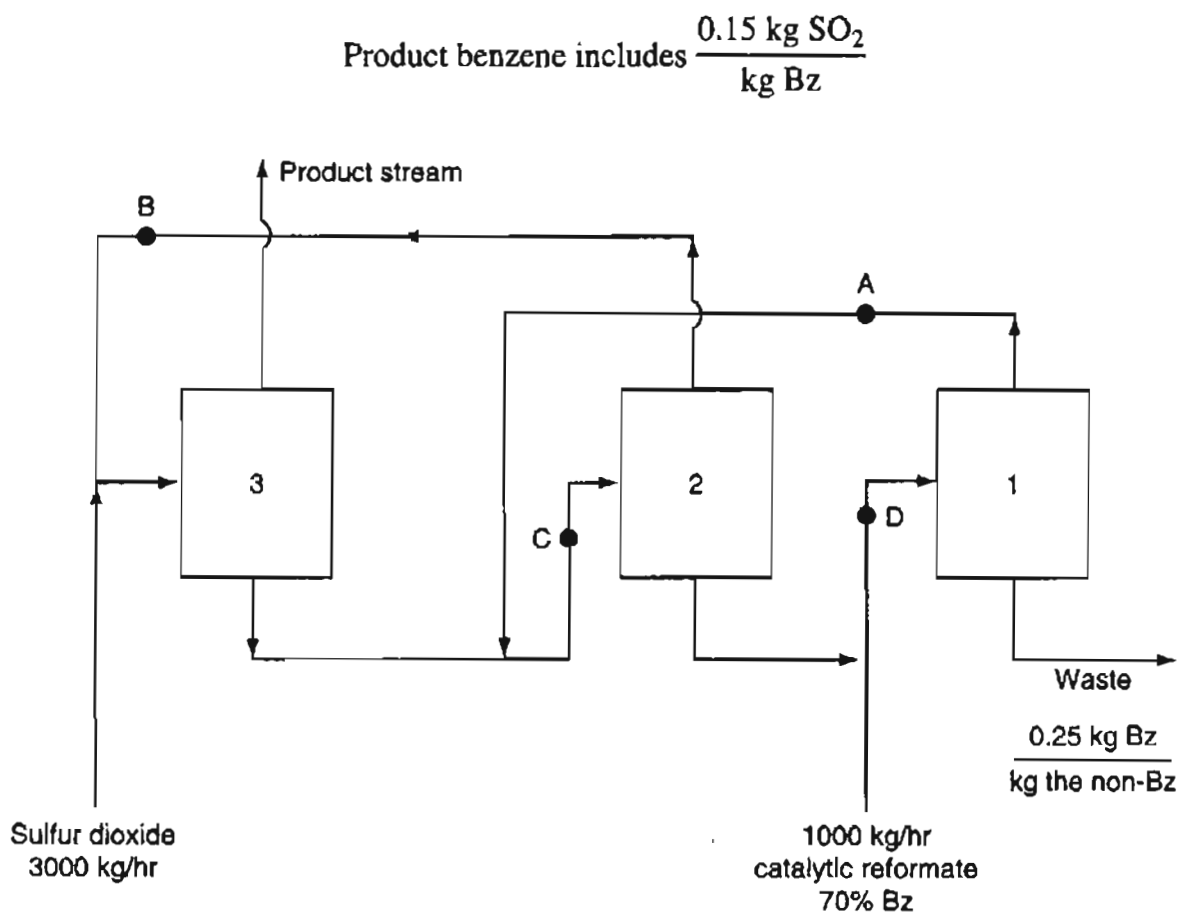 Product benzene includes 0.15 kg SO₂ / kg Bz
Product stream
B
A
3
2
1
C
D
Waste
0.25 kg Bz
kg the non-Bz
Sulfur dioxide
3000 kg/hr
1000 kg/hr
catalytic reformate
70% Bz